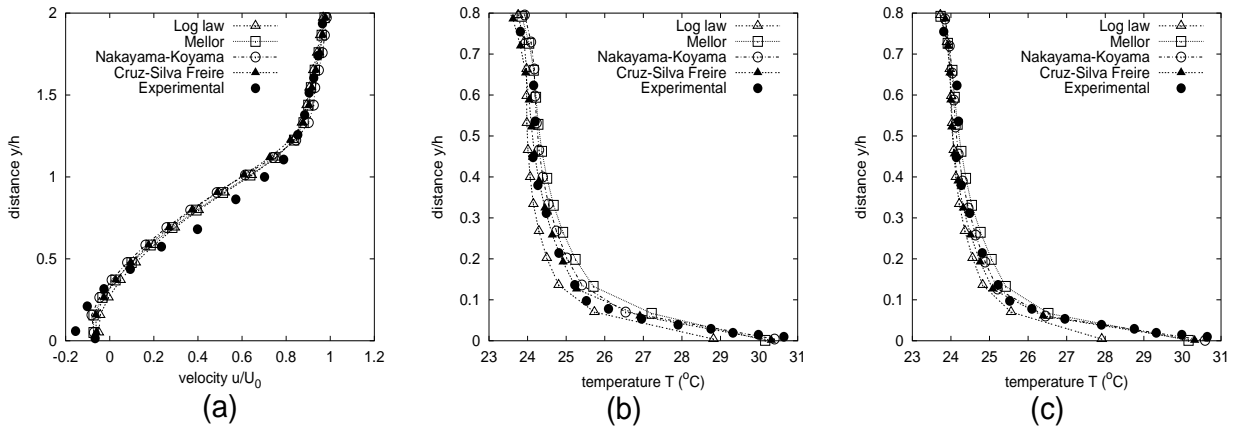 2
1.5
1
0.5
0
-0.2
0
0.2
0.4
0.6
0.8
1
1.2
distance y/h
velocity u/U0
Log law
Mellor
Nakayama-Koyama
Cruz-Silva Freire
Experimental
(a)
0.8
0.7
0.6
0.5
0.4
0.3
0.2
0.1
0
23
24
25
26
27
28
29
30
31
distance y/h
temperature T (°C)
Log law
Mellor
Nakayama-Koyama
Cruz-Silva Freire
Experimental
(b)
0.8
0.7
0.6
0.5
0.4
0.3
0.2
0.1
0
23
24
25
26
27
28
29
30
31
distance y/h
temperature T (°C)
Log law
Mellor
Nakayama-Koyama
Cruz-Silva Freire
Experimental
(c)